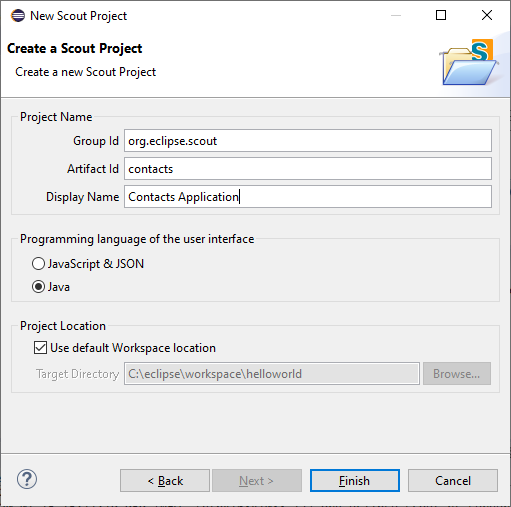 New Scout Project
Create a Scout Project
Create a new Scout Project
S
Project Name
Group Id org.eclipse.scout
Artifact Id contacts
Display Name Contacts Application
Programming language of the user interface
JavaScript & JSON
Java
Project Location
Use default Workspace location
Target Directory C:\eclipse\workspace\helloworld Browse...
? < Back Next > Finish Cancel